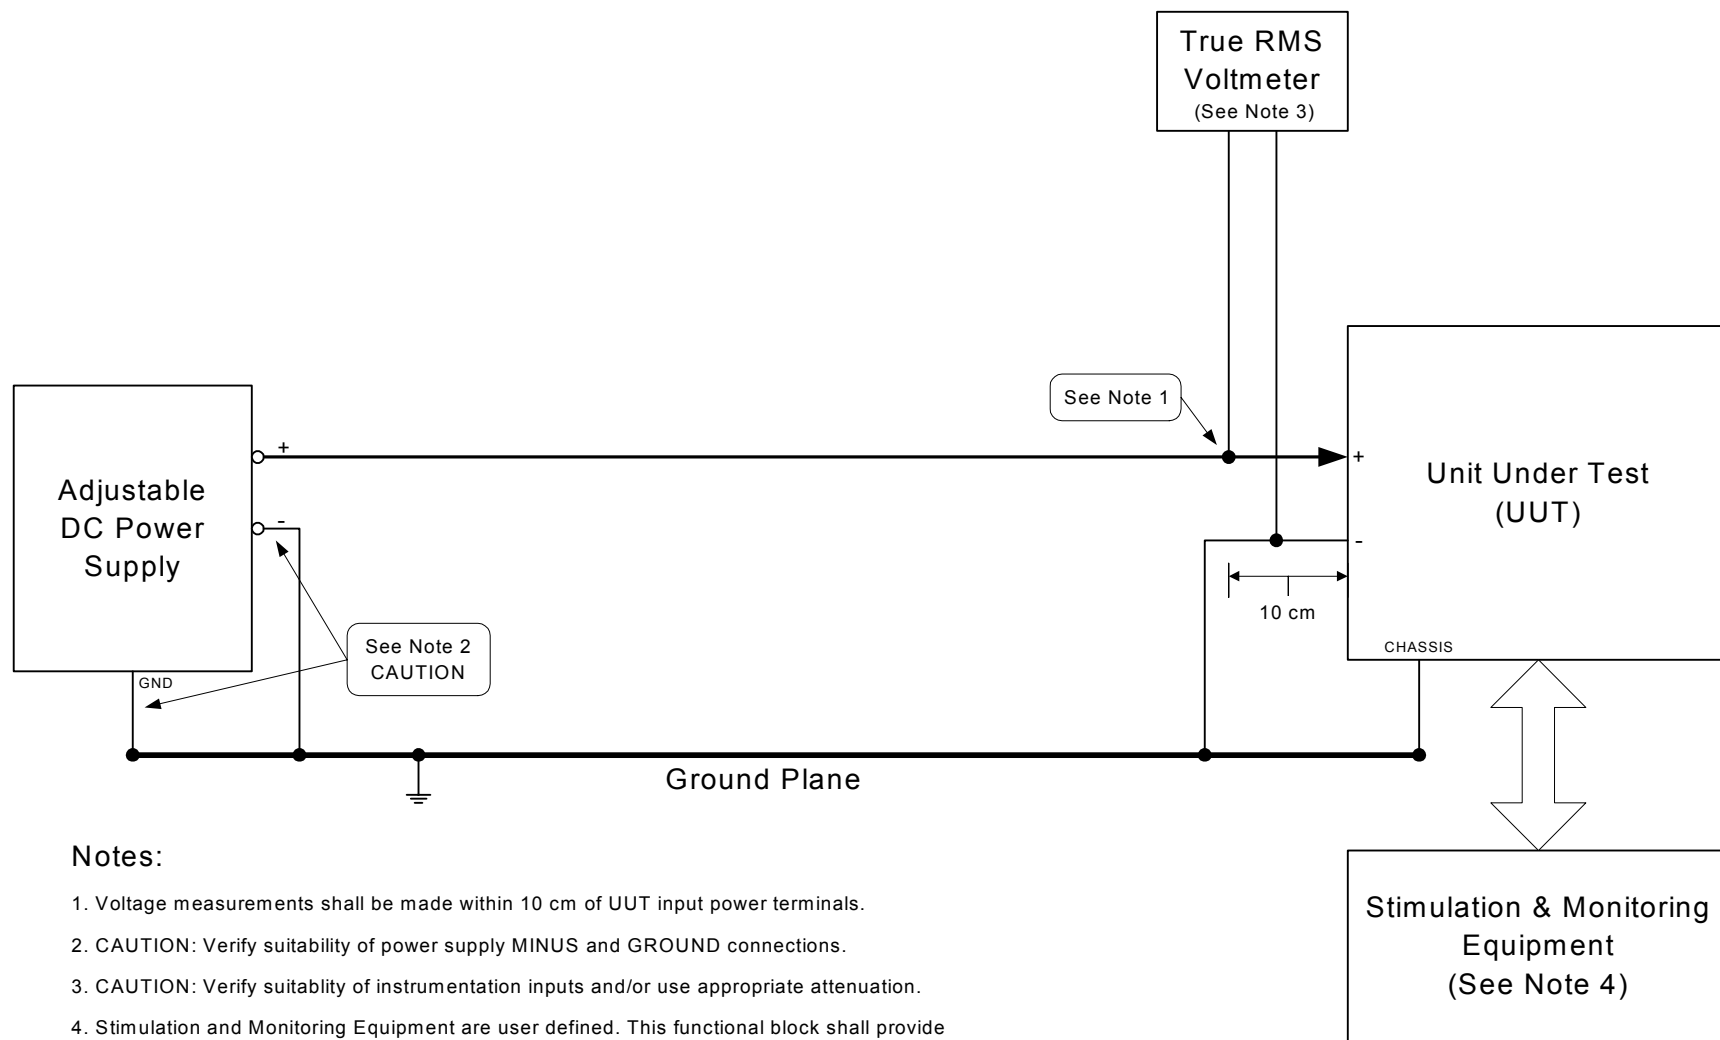 True RMS
Voltmeter
(See Note 3)
See Note 1
+
+
Adjustable
DC Power
Supply
-
Unit Under Test
(UUT)
-
10 cm
See Note 2
CAUTION
CHASSIS
GND
Ground Plane
Notes:
1. Voltage measurements shall be made within 10 cm of UUT input power terminals.
2. CAUTION: Verify suitability of power supply MINUS and GROUND connections.
3. CAUTION: Verify suitablity of instrumentation inputs and/or use appropriate attenuation.
4. Stimulation and Monitoring Equipment are user defined. This functional block shall provide
Stimulation & Monitoring
Equipment
(See Note 4)